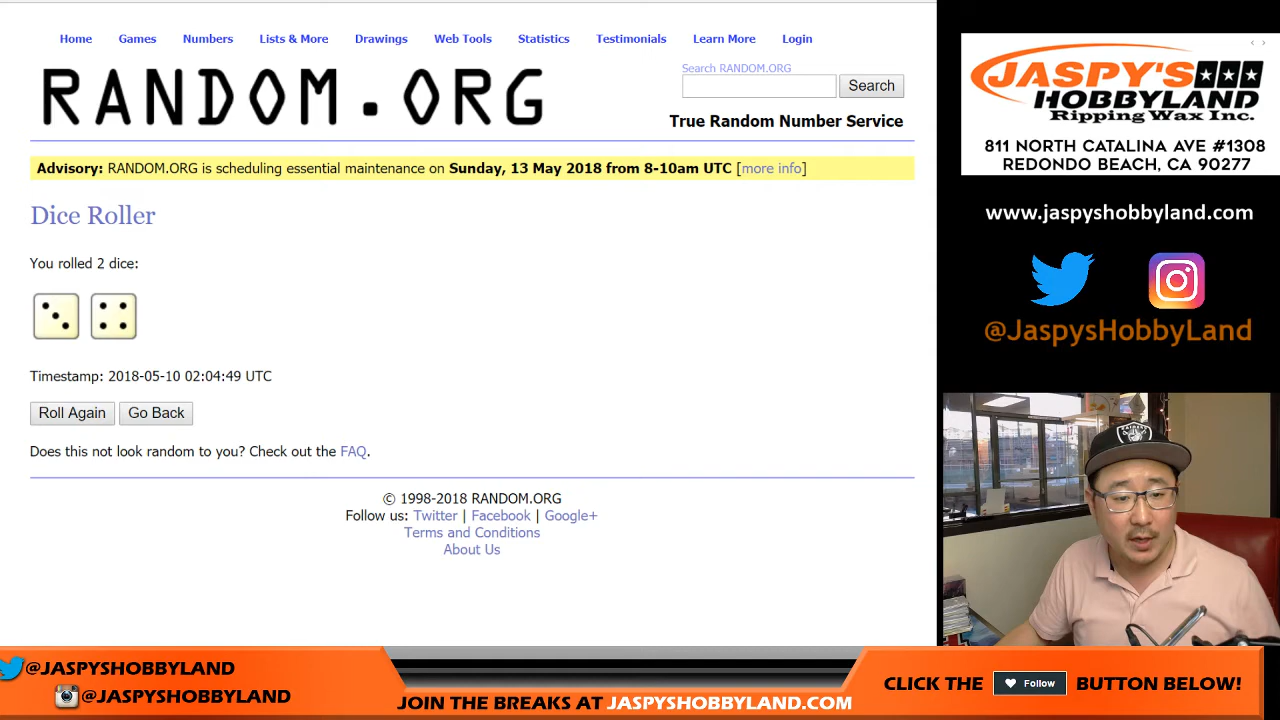 Home Games Numbers Lists & More Drawings Web Tools Statistics Testimonials Learn More Login
RANDOM.ORG
Search RANDOM.ORG
Search
True Random Number Service
Advisory: RANDOM.ORG is scheduling essential maintenance on Sunday, 13 May 2018 from 8-10am UTC [more info]
Dice Roller
You rolled 2 dice:
Timestamp: 2018-05-10 02:04:49 UTC
Roll Again Go Back
Does this not look random to you? Check out the FAQ.
© 1998-2018 RANDOM.ORG
Follow us: Twitter | Facebook | Google+
Terms and Conditions
About Us
JASPY'S
HOBBYLAND
Ripping Wax Inc.
811 NORTH CATALINA AVE #1308
REDONDO BEACH, CA 90277
www.jaspyshobbyland.com
@JaspysHobbyLand
RAIDERS
@JASPYSHOBBYLAND
@JASPYSHOBBYLAND
JOIN THE BREAKS AT JASPYSHOBBYLAND.COM
CLICK THE Follow BUTTON BELOW!